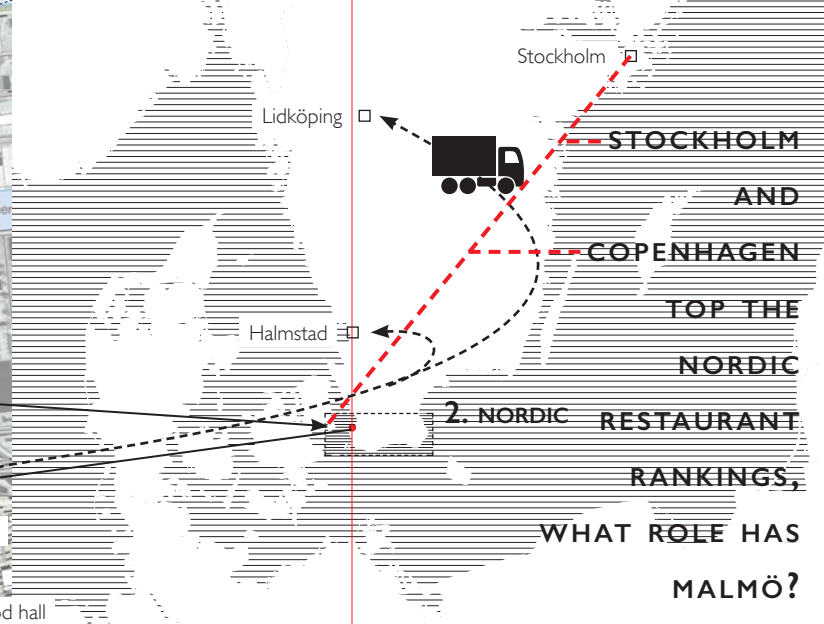 Stockholm
Lidköping
STOCKHOLM
AND
COPENHAGEN
TOP THE
Halmstad
NORDIC
2. NORDIC
RESTAURANT
RANKINGS,
WHAT ROLE HAS
MALMÖ?
hall